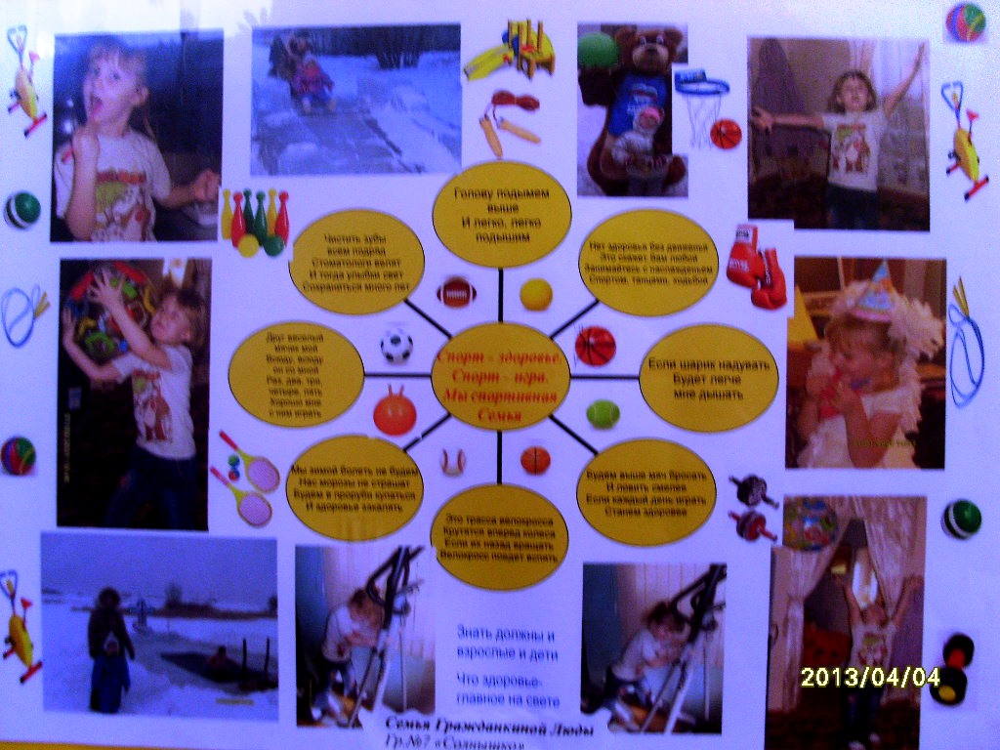 Голову подымем
выше
И легко, легко
подышим
Чистить зубы
всем подряд
Стоматологи велят
И тогда улыбки свет
Сохраниться много лет
Нет здоровья без движенья
Это скажет Вам любой
Занимайтесь с наслажденьем
Спортом, танцами, ходьбой
Друг веселый
мячик мой
Всюду, всюду
он со мной
Раз, два, три,
четыре, пять
Хорошо мне
с ним играть
Спорт - здоровье.
Спорт - игра.
Мы спортивная
Семья
Если шарик надувать
Будет легче
мне дышать
Мы зимой болеть не будем
Нас морозы не страшат
Будем в проруби купаться
И здоровье закалять
Будем выше мяч бросать
И ловить смелее
Если каждый день играть
Станем здоровее
Это трасса велокросса
Крутятся вперед колеса
Если их назад вращать
Велокросс пойдет вспять
Знать должны и
взрослые и дети
Что здоровье-
главное на свете
Семья Гражданкиной Люды
Гр.№7 «Солнышко»
2013/04/04